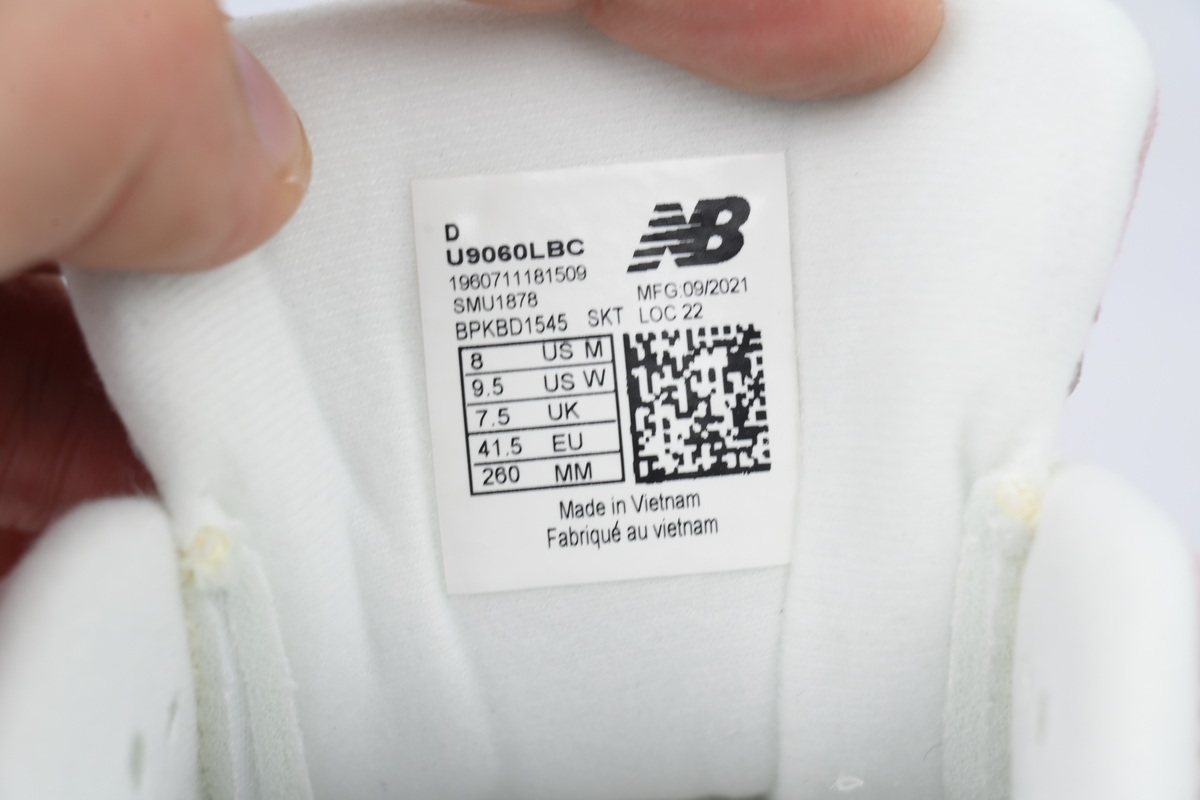 D
U9060LBC
NB
1960711181509
SMU1878
MFG:09/2021
BPKBD1545 SKT LOC 22
8 US M
9.5 US W
7.5 UK
41.5 EU
260 MM
Made in Vietnam
Fabriqué au vietnam